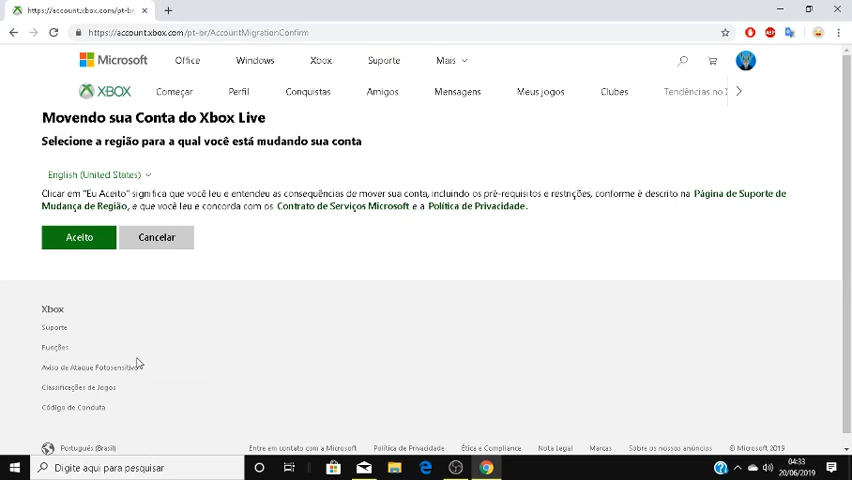 https://account.xbox.com/pt-br/
https://account.xbox.com/pt-br/AccountMigrationConfirm
ABP
Microsoft
Office
Windows
Xbox
Suporte
Mais
XBOX
Começar
Perfil
Conquistas
Amigos
Mensagens
Meus jogos
Clubes
Tendências no
Movendo sua Conta do Xbox Live
Selecione a região para a qual você está mudando sua conta
English (United States)
Clicar em "Eu Aceito" significa que você leu e entendeu as consequências de mover sua conta, incluindo os pré-requisitos e restrições, conforme é descrito na Página de Suporte de
Mudança de Região, e que você leu e concorda com os Contrato de Serviços Microsoft e a Política de Privacidade.
Aceito
Cancelar
Xbox
Suporte
Funções
Aviso de Ataque Fotosensitivo
Classificações de Jogos
Código de Conduta
Português (Brasil)
Entre em contato com a Microsoft
Política de Privacidade
Ética e Compliance
Nota Legal
Marcas
Sobre os nossos anúncios
© Microsoft 2019
Digite aqui para pesquisar
04:33
20/06/2019